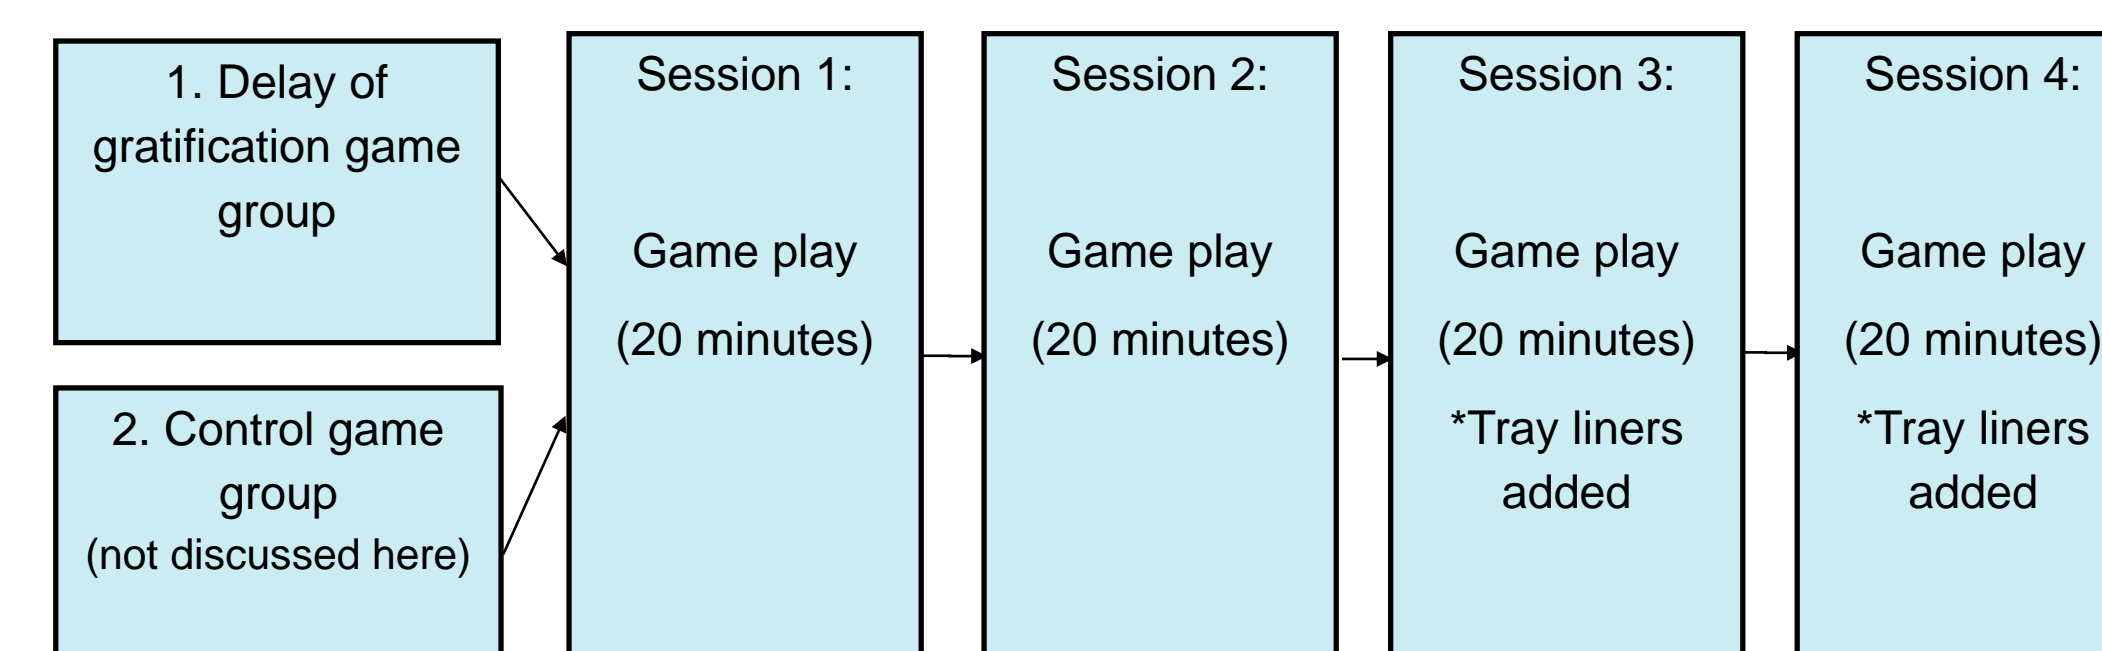 1. Delay of
gratification game
group
2. Control game
group
(not discussed here)
Session 1:
Game play
(20 minutes)
Session 2:
Game play
(20 minutes)
Session 3:
Game play
(20 minutes)
*Tray liners
added
Session 4:
Game play
(20 minutes)
*Tray liners
added